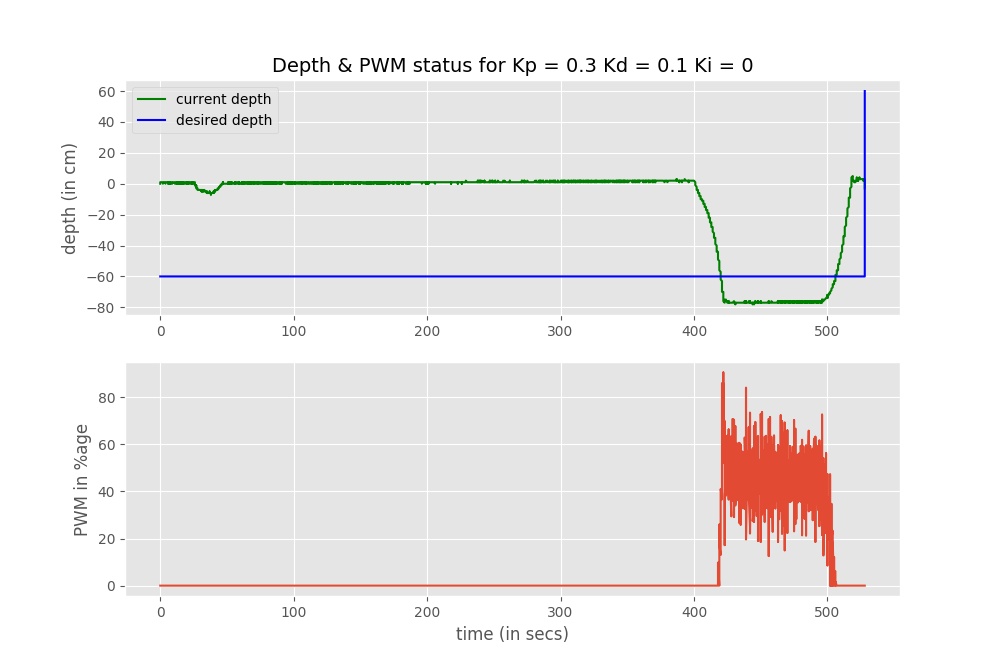 Depth & PWM status for Kp = 0.3 Kd = 0.1 Ki = 0
current depth
desired depth
depth (in cm)
60
40
20
0
−20
−40
−60
−80
0 100 200 300 400 500
PWM in %age
80
60
40
20
0
0 100 200 300 400 500
time (in secs)